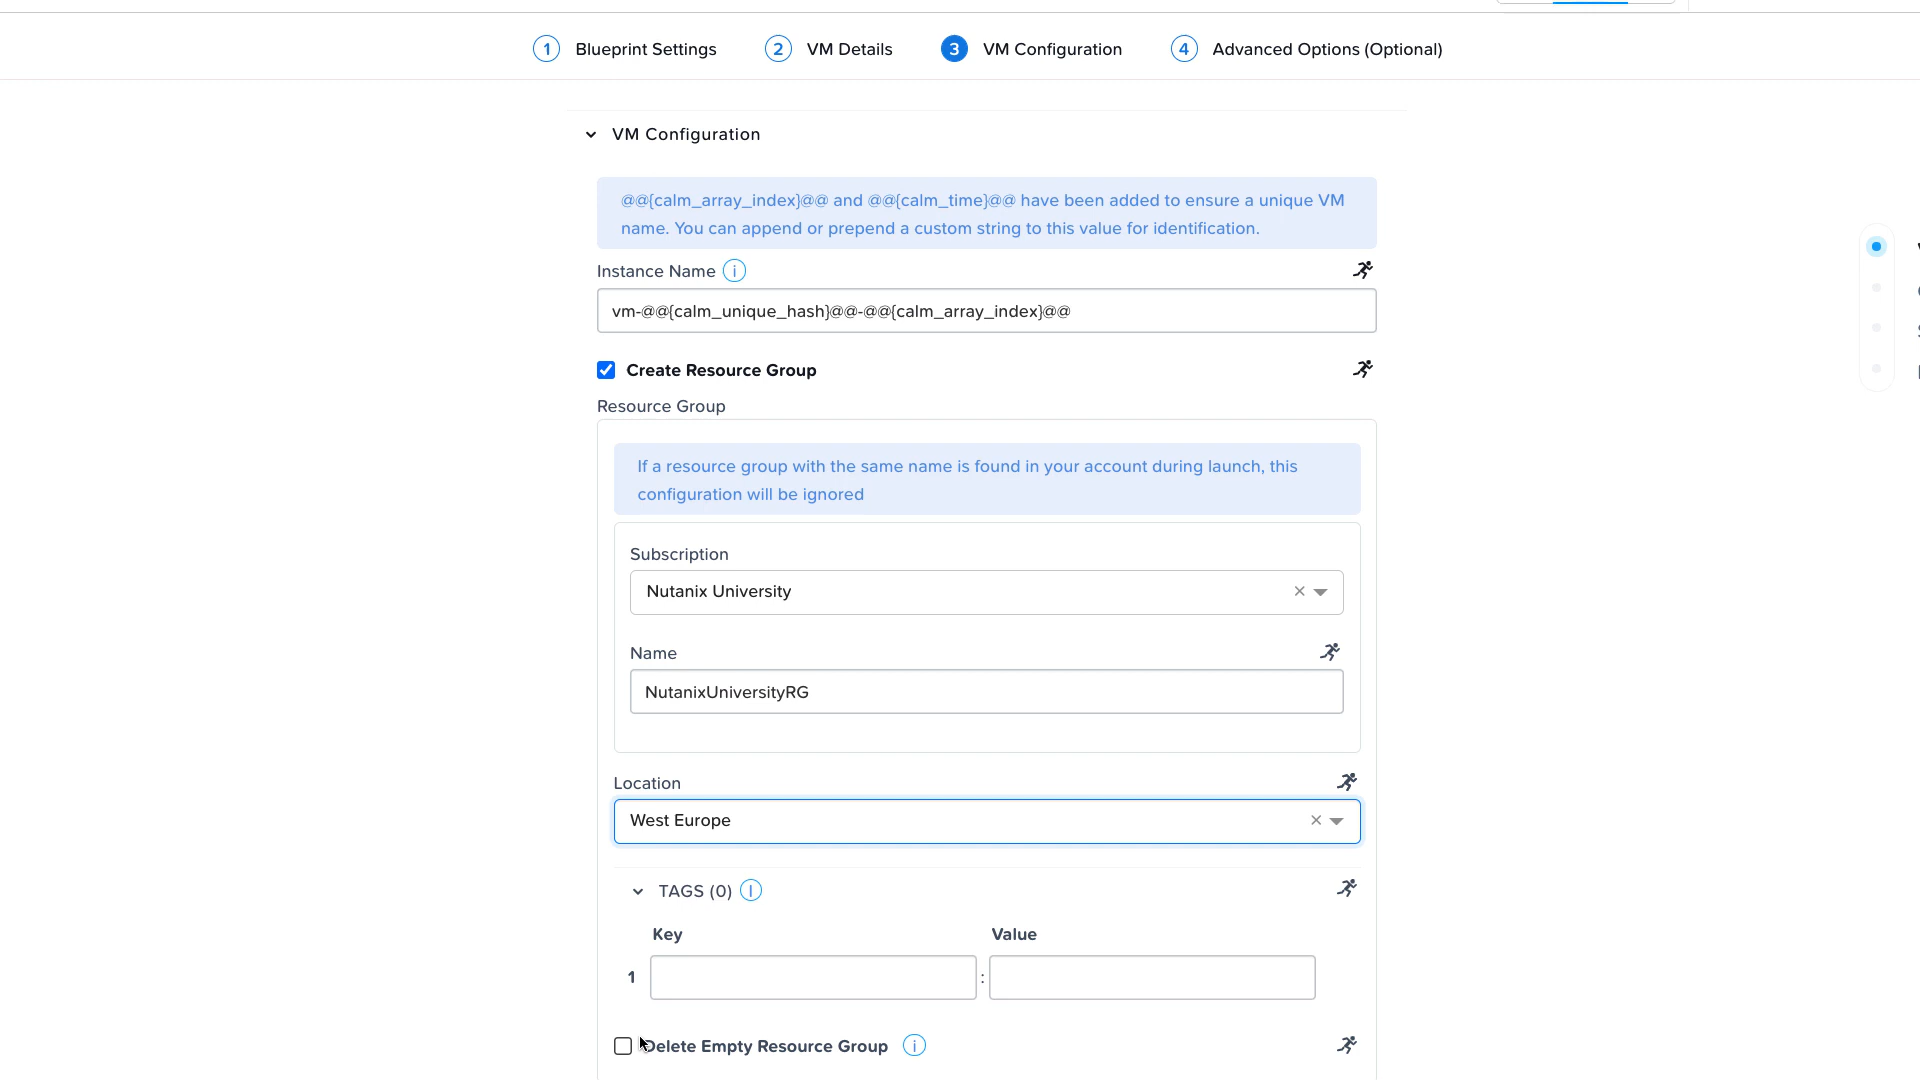 1 Blueprint Settings 2 VM Details 3 VM Configuration 4 Advanced Options (Optional)
VM Configuration
@@{calm_array_index}@@ and @@{calm_time}@@ have been added to ensure a unique VM
name. You can append or prepend a custom string to this value for identification.
Instance Name
vm-@@{calm_unique_hash}@@-@@{calm_array_index}@@
Create Resource Group
Resource Group
If a resource group with the same name is found in your account during launch, this
configuration will be ignored
Subscription
Nutanix University
Name
NutanixUniversityRG
Location
West Europe
TAGS (0)
Key Value
1 :
Delete Empty Resource Group